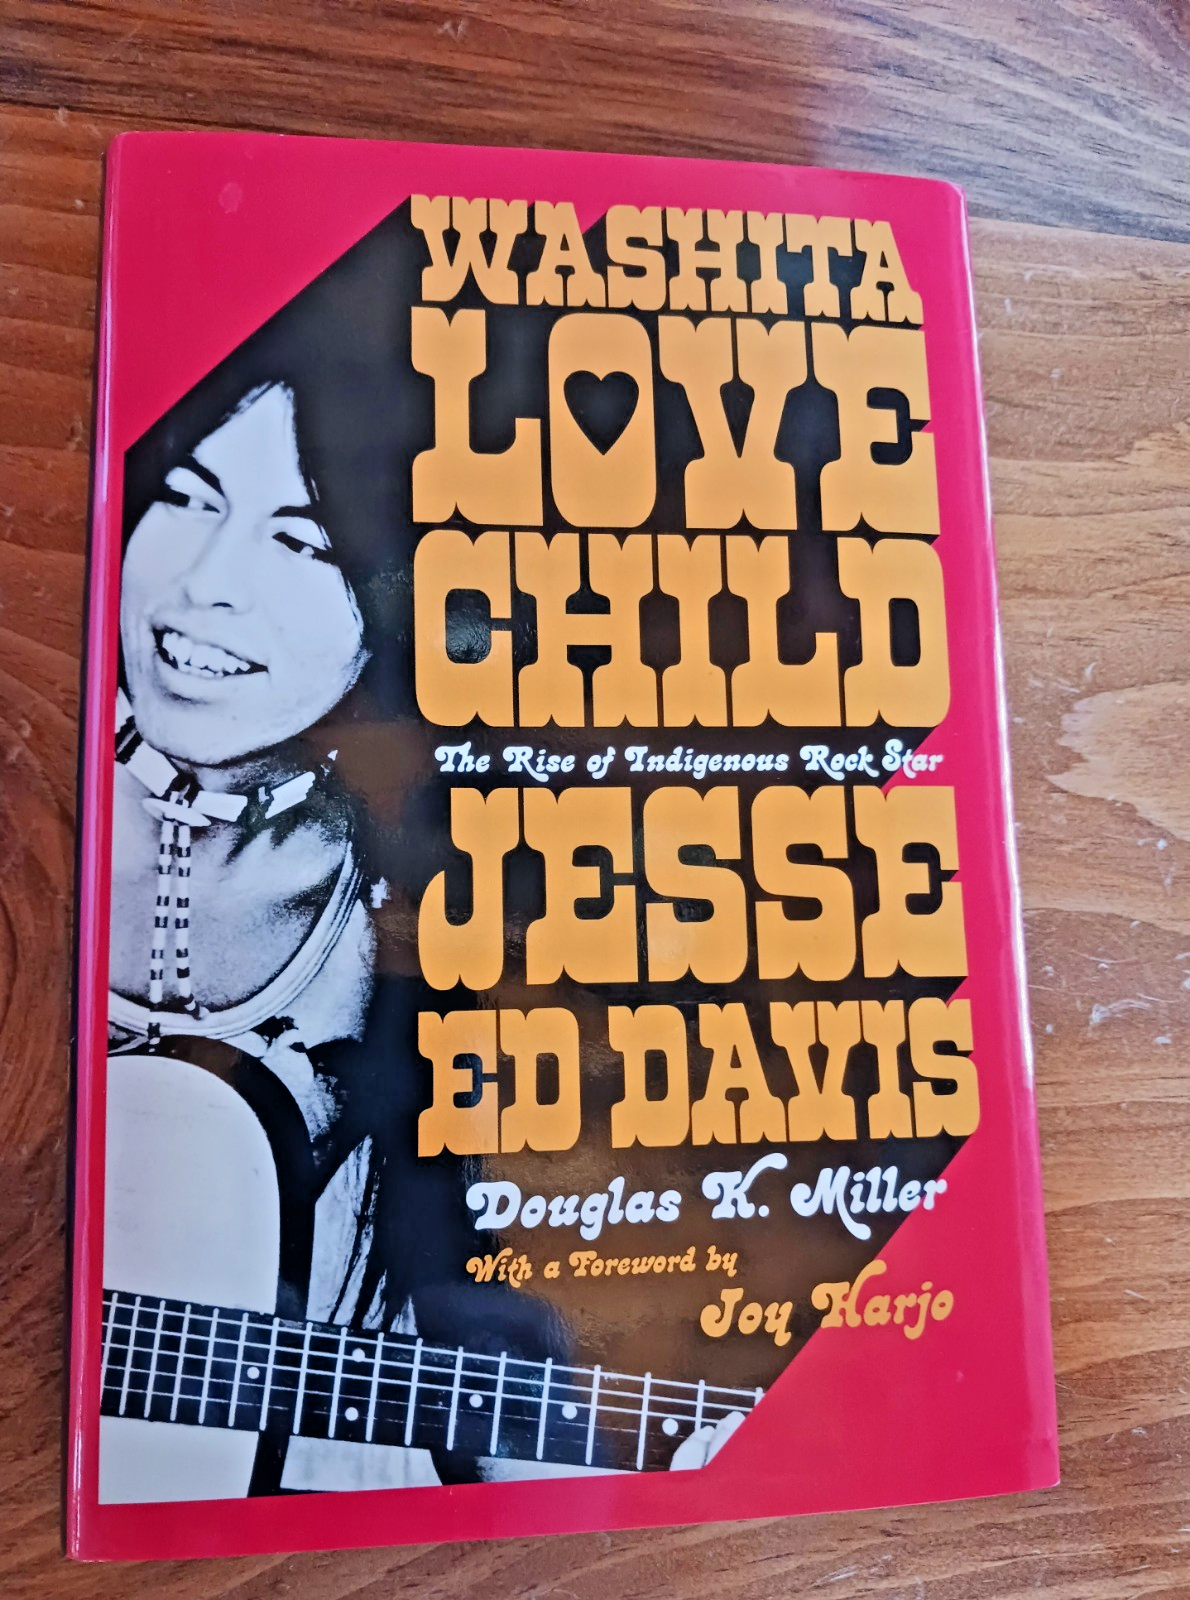 WASHITA
LOVE
CHILD
The Rise of Indigenous Rock Star
JESSE
ED DAVIS
Douglas K. Miller
With a Foreword by
Joy Harjo